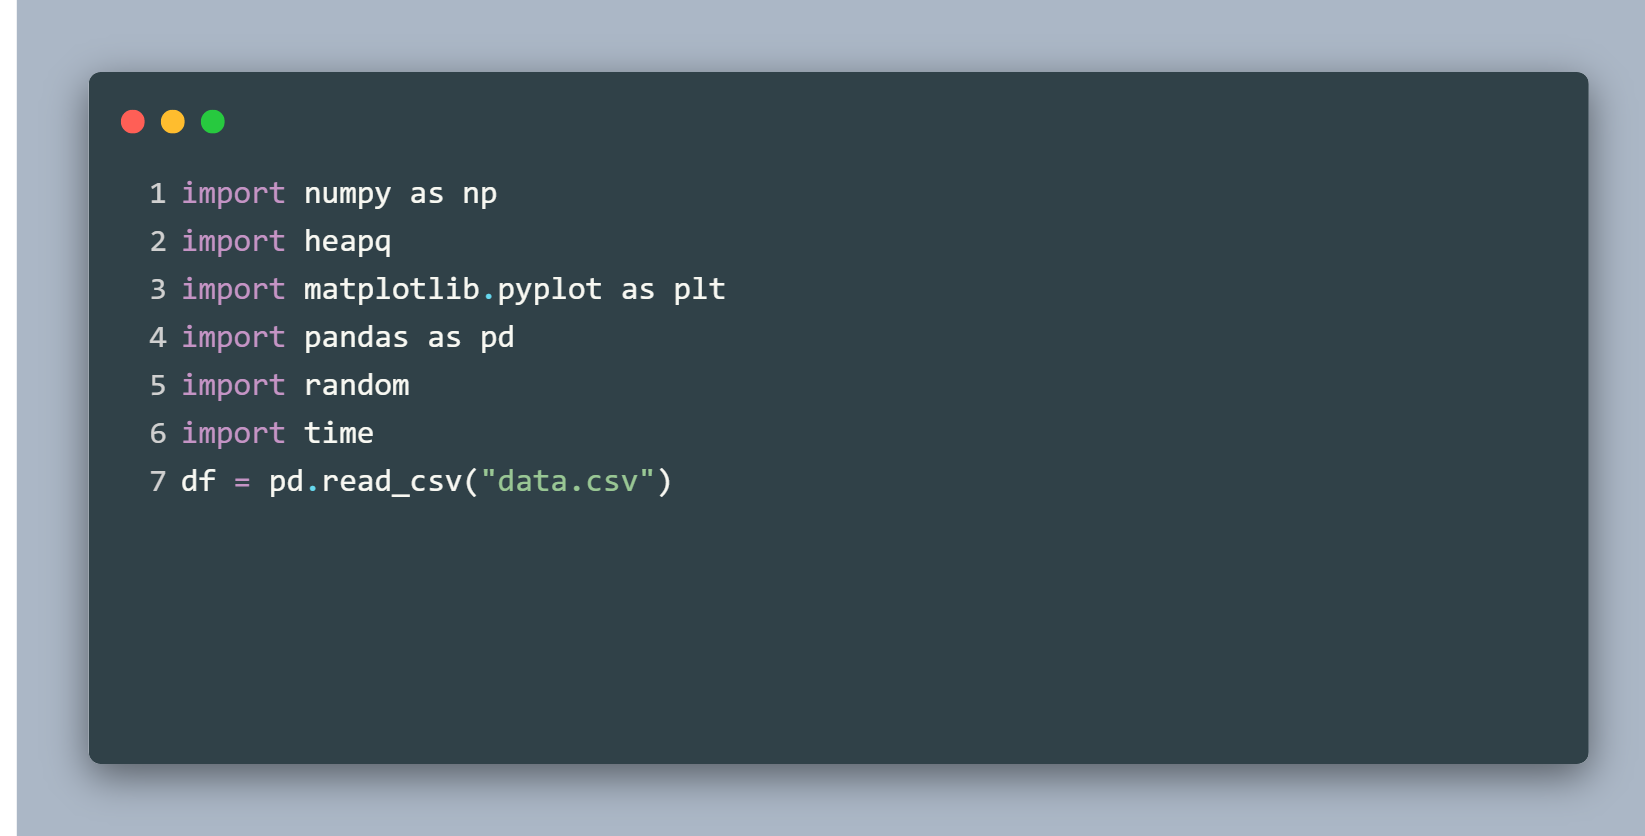 1 import numpy as np
2 import heapq
3 import matplotlib.pyplot as plt
4 import pandas as pd
5 import random
6 import time
7 df = pd.read_csv("data.csv")